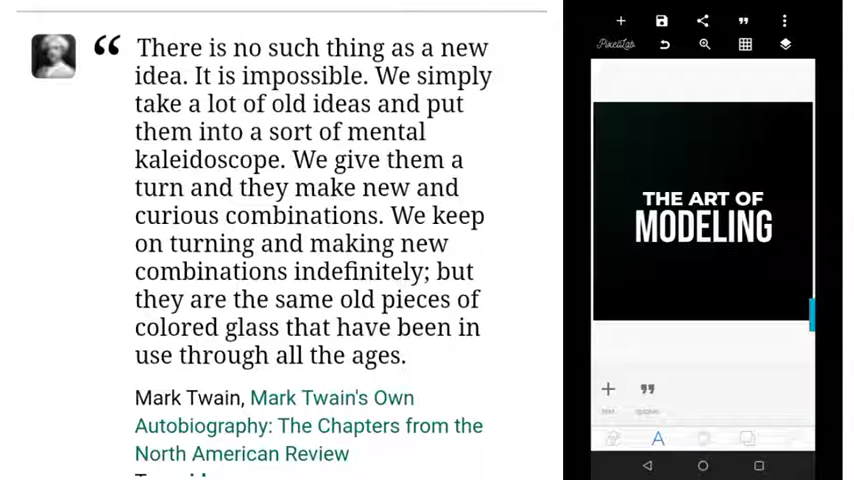 “ There is no such thing as a new
idea. It is impossible. We simply
take a lot of old ideas and put
them into a sort of mental
kaleidoscope. We give them a
turn and they make new and
curious combinations. We keep
on turning and making new
combinations indefinitely; but
they are the same old pieces of
colored glass that have been in
use through all the ages.
Mark Twain, Mark Twain's Own
Autobiography: The Chapters from the
North American Review
PixelLab
THE ART OF
MODELING